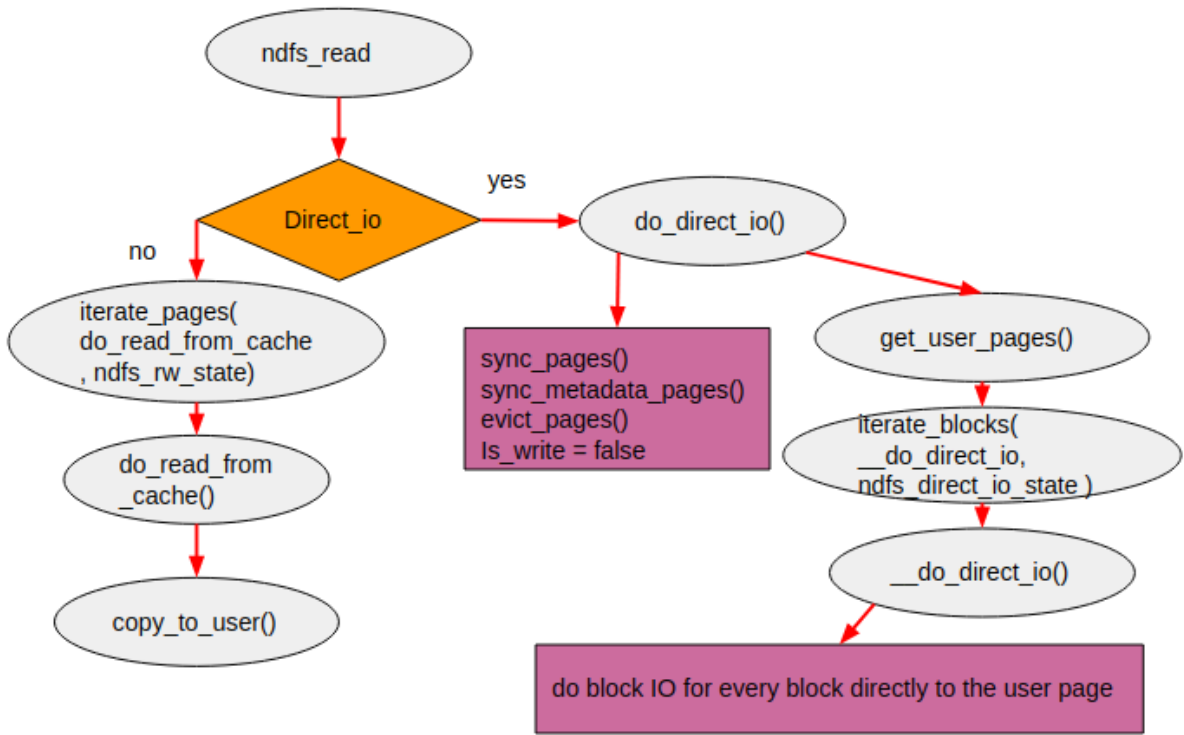 ndfs_read
Direct_io
yes
no
do_direct_io()
iterate_pages(
do_read_from_cache
, ndfs_rw_state)
do_read_from
_cache()
copy_to_user()
sync_pages()
sync_metadata_pages()
evict_pages()
Is_write = false
get_user_pages()
iterate_blocks(
__do_direct_io,
ndfs_direct_io_state )
__do_direct_io()
do block IO for every block directly to the user page